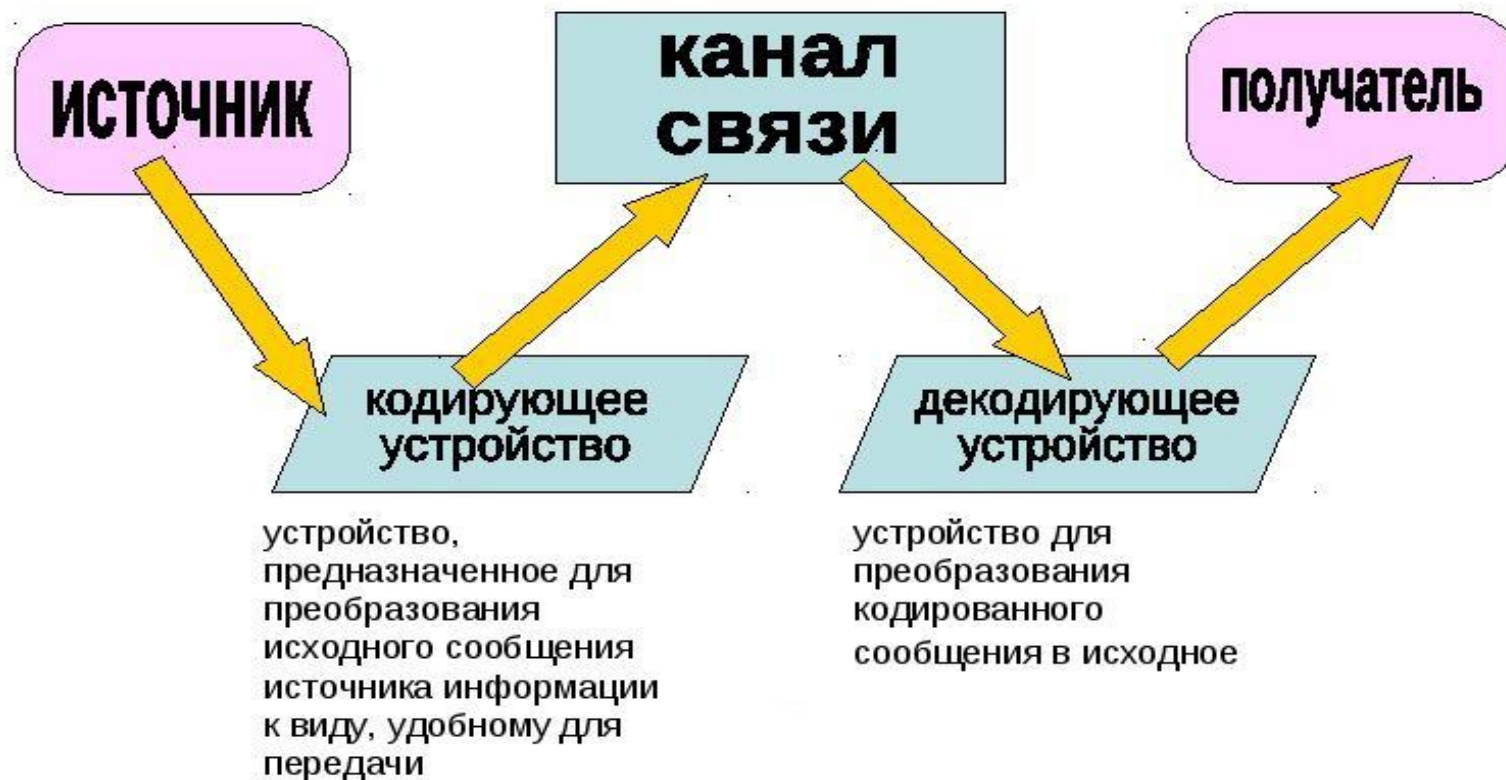 источник
канал
связи
получатель
кодирующее
устройство
декодирующее
устройство
устройство,
предназначенное для
преобразования
исходного сообщения
источника информации
к виду, удобному для
передачи
устройство для
преобразования
кодированного
сообщения в исходное